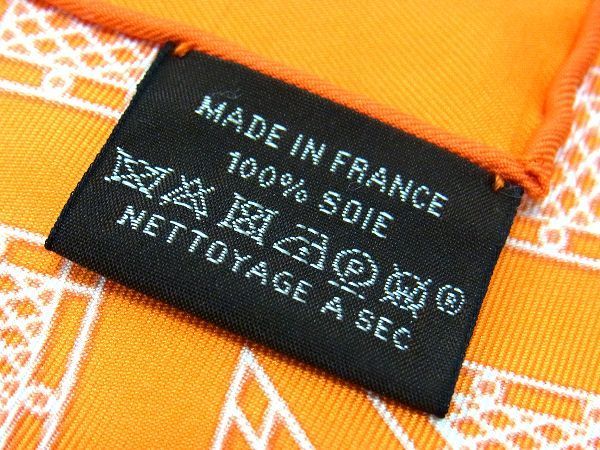 MADE IN FRANCE
100% SOIE
P W ®
NETTOYAGE A SEC